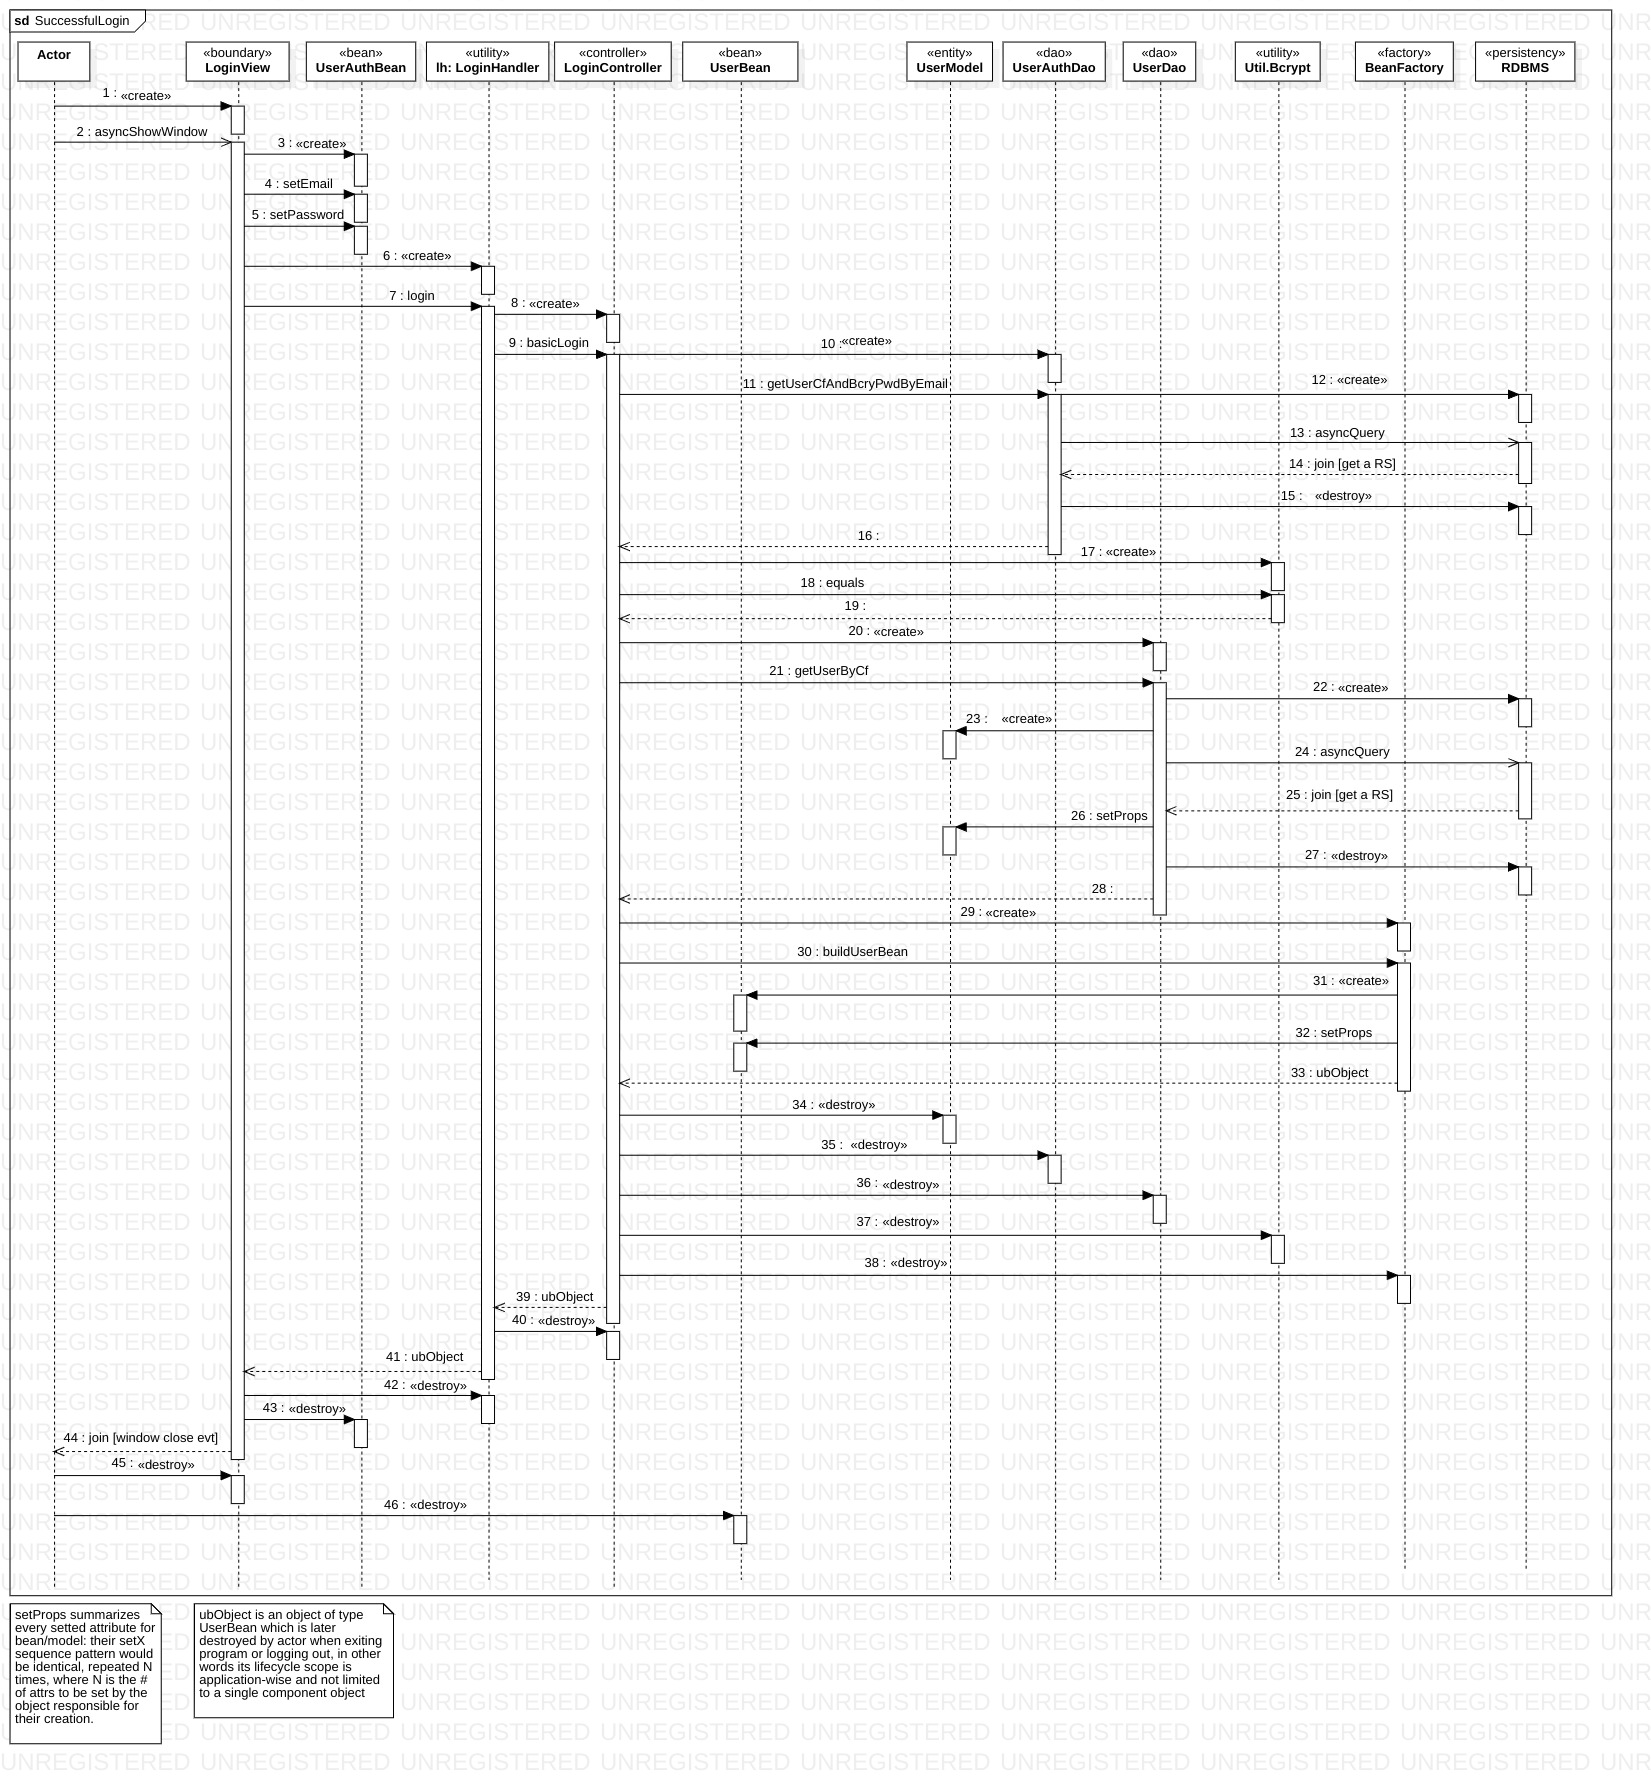 sd SuccessfulLogin
Actor
«boundary»
LoginView
«bean»
UserAuthBean
«utility»
lh: LoginHandler
«controller»
LoginController
«bean»
UserBean
«entity»
UserModel
«dao»
UserAuthDao
«dao»
UserDao
«utility»
Util.Bcrypt
«factory»
BeanFactory
«persistency»
RDBMS
1 : «create»
2 : asyncShowWindow
3 : «create»
4 : setEmail
5 : setPassword
6 : «create»
7 : login
8 : «create»
9 : basicLogin
10 : «create»
11 : getUserCfAndBcryPwdByEmail
12 : «create»
13 : asyncQuery
14 : join [get a RS]
15 : «destroy»
16 :
17 : «create»
18 : equals
19 :
20 : «create»
21 : getUserByCf
22 : «create»
23 : «create»
24 : asyncQuery
25 : join [get a RS]
26 : setProps
27 : «destroy»
28 :
29 : «create»
30 : buildUserBean
31 : «create»
32 : setProps
33 : ubObject
34 : «destroy»
35 : «destroy»
36 : «destroy»
37 : «destroy»
38 : «destroy»
39 : ubObject
40 : «destroy»
41 : ubObject
42 : «destroy»
43 : «destroy»
44 : join [window close evt]
45 : «destroy»
46 : «destroy»
setProps summarizes
every setted attribute for
bean/model: their setX
sequence pattern would
be identical, repeated N
times, where N is the #
of attrs to be set by the
object responsible for
their creation.
ubObject is an object of type
UserBean which is later
destroyed by actor when exiting
program or logging out, in other
words its lifecycle scope is
application-wise and not limited
to a single component object
UNREGISTERED